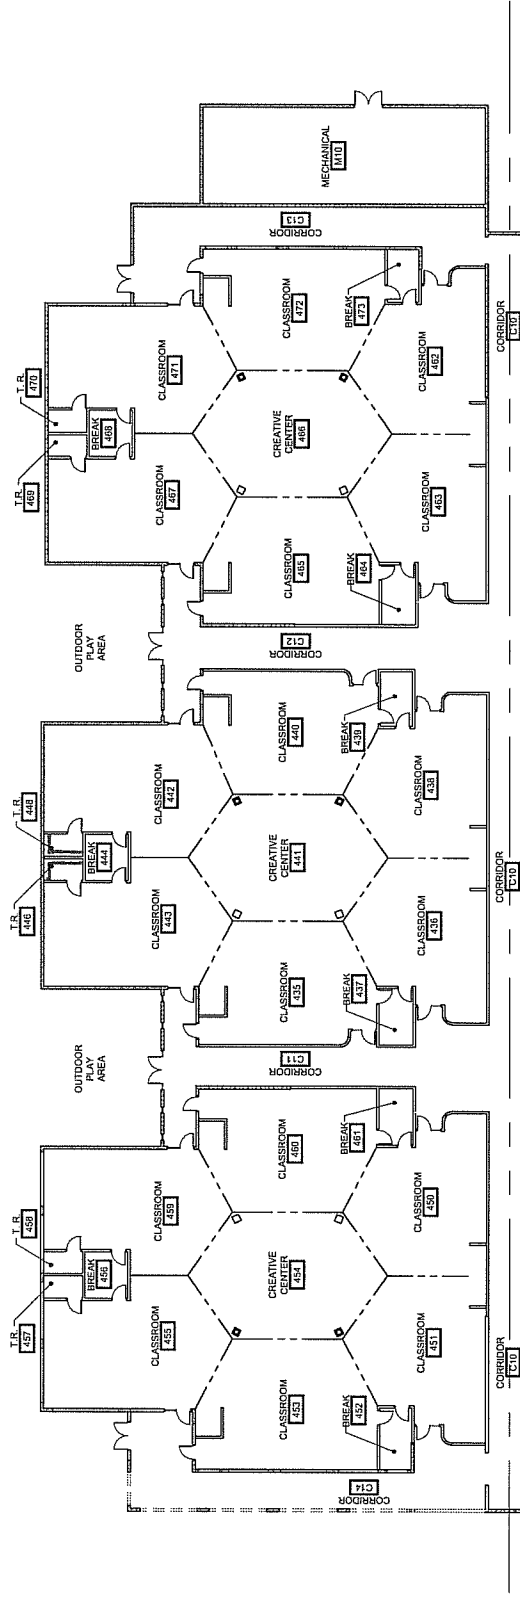 MECHANICAL
M10
CORRIDOR
C13
T. R.
470
T.R.
469
BREAK
468
CLASSROOM
471
CLASSROOM
472
BREAK
473
CLASSROOM
462
CORRIDOR
C10
CREATIVE
CENTER
466
CLASSROOM
467
CLASSROOM
465
BREAK
464
CLASSROOM
463
OUTDOOR
PLAY
AREA
CORRIDOR
C12
T. R.
448
T.R.
446
BREAK
444
CLASSROOM
442
CLASSROOM
440
BREAK
439
CLASSROOM
438
CORRIDOR
C10
CREATIVE
CENTER
441
CLASSROOM
443
CLASSROOM
435
BREAK
437
CLASSROOM
436
OUTDOOR
PLAY
AREA
CORRIDOR
C11
T. R.
458
T.R.
457
BREAK
456
CLASSROOM
459
CLASSROOM
460
BREAK
461
CLASSROOM
450
CREATIVE
CENTER
454
CLASSROOM
455
CLASSROOM
453
BREAK
452
CLASSROOM
451
CORRIDOR
C10
CORRIDOR
C14